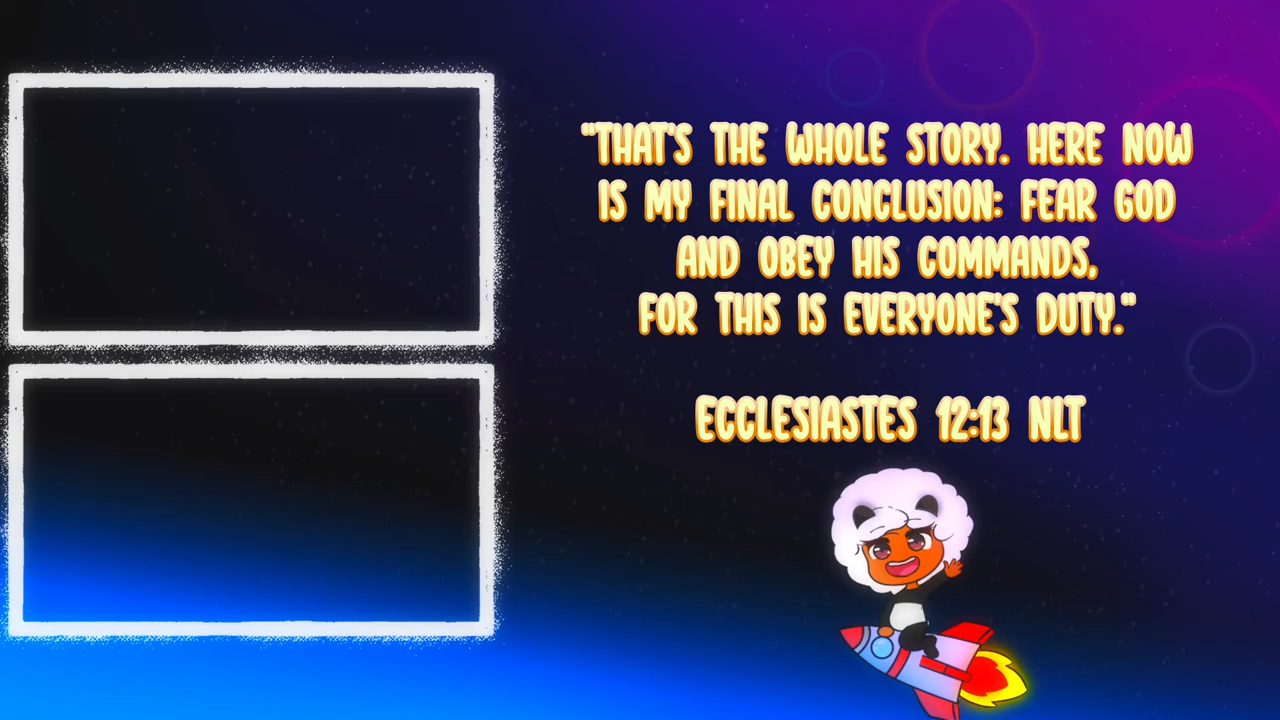 "THAT'S THE WHOLE STORY. HERE NOW
IS MY FINAL CONCLUSION: FEAR GOD
AND OBEY HIS COMMANDS,
FOR THIS IS EVERYONE'S DUTY."
ECCLESIASTES 12:13 NLT